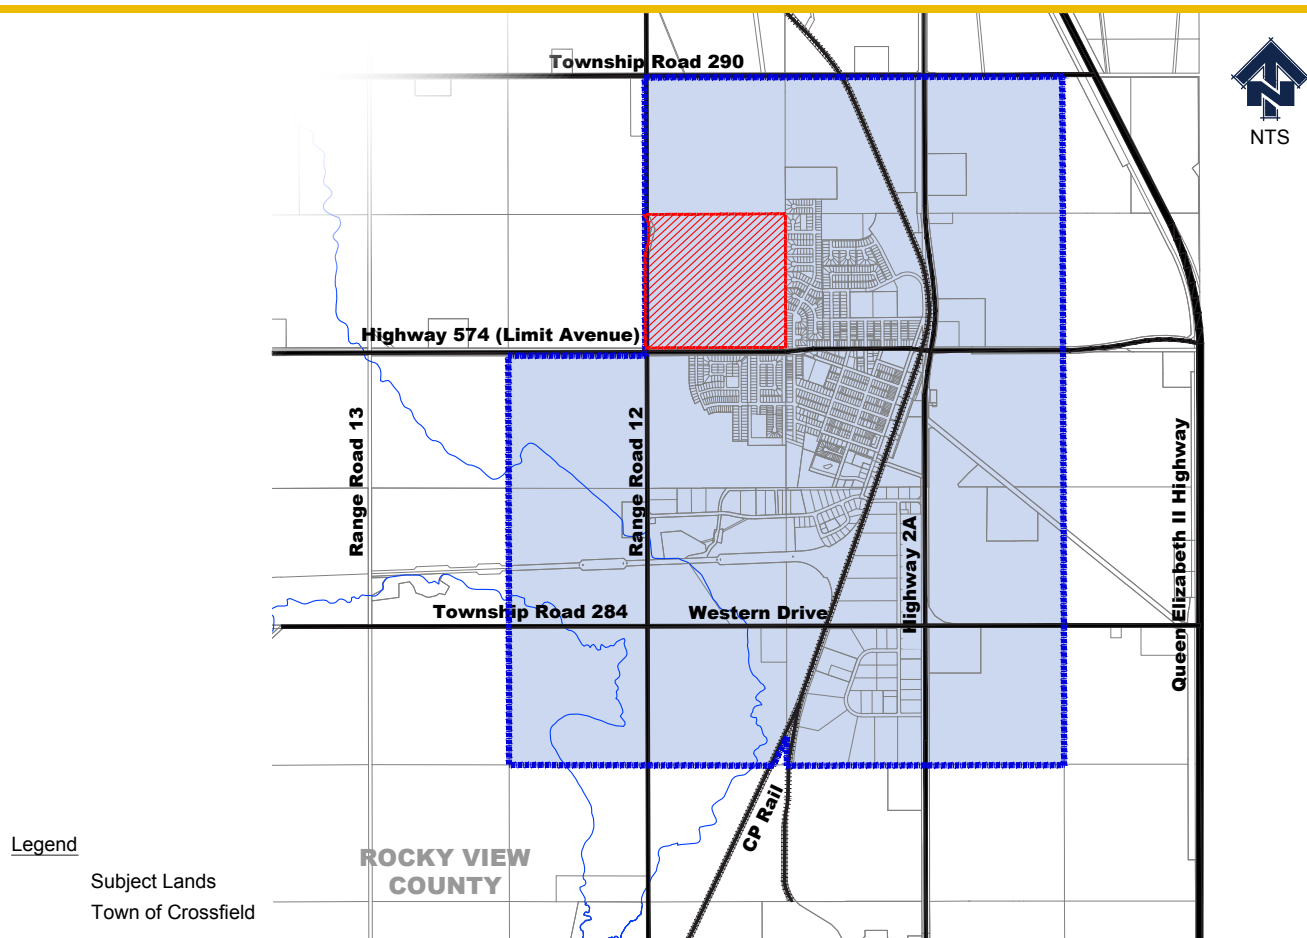 Township Road 290
NTS
Highway 574 (Limit Avenue)
Range Road 13
Range Road 12
Highway 2A
Queen Elizabeth II Highway
Township Road 284
Western Drive
CP Rail
Legend
ROCKY VIEW
COUNTY
Subject Lands
Town of Crossfield